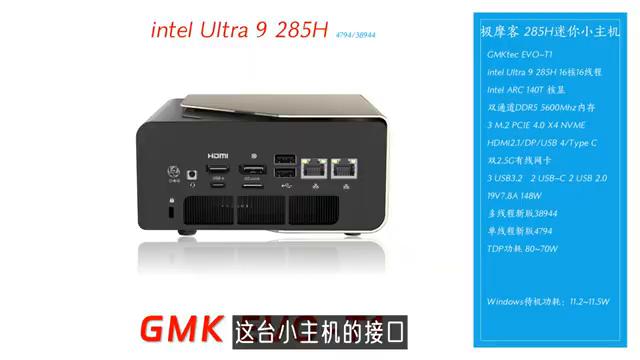 intel Ultra 9 285H 4794/38944
极摩客 285H迷你小主机
GMKtec EVO-T1
intel Ultra 9 285H 16核16线程
Intel ARC 140T 核显
双通道DDR5 5600Mhz内存
3 M.2 PCIE 4.0 X4 NVME
HDMI2.1/DP/USB 4/Type C
双2.5G有线网卡
3 USB3.2 2 USB-C 2 USB 2.0
19V7.8A 148W
多线程新版38944
单线程新版4794
TDP功耗 80~70W
Windows待机功耗：11.2~11.5W
HDMI
GMK
这台小主机的接口